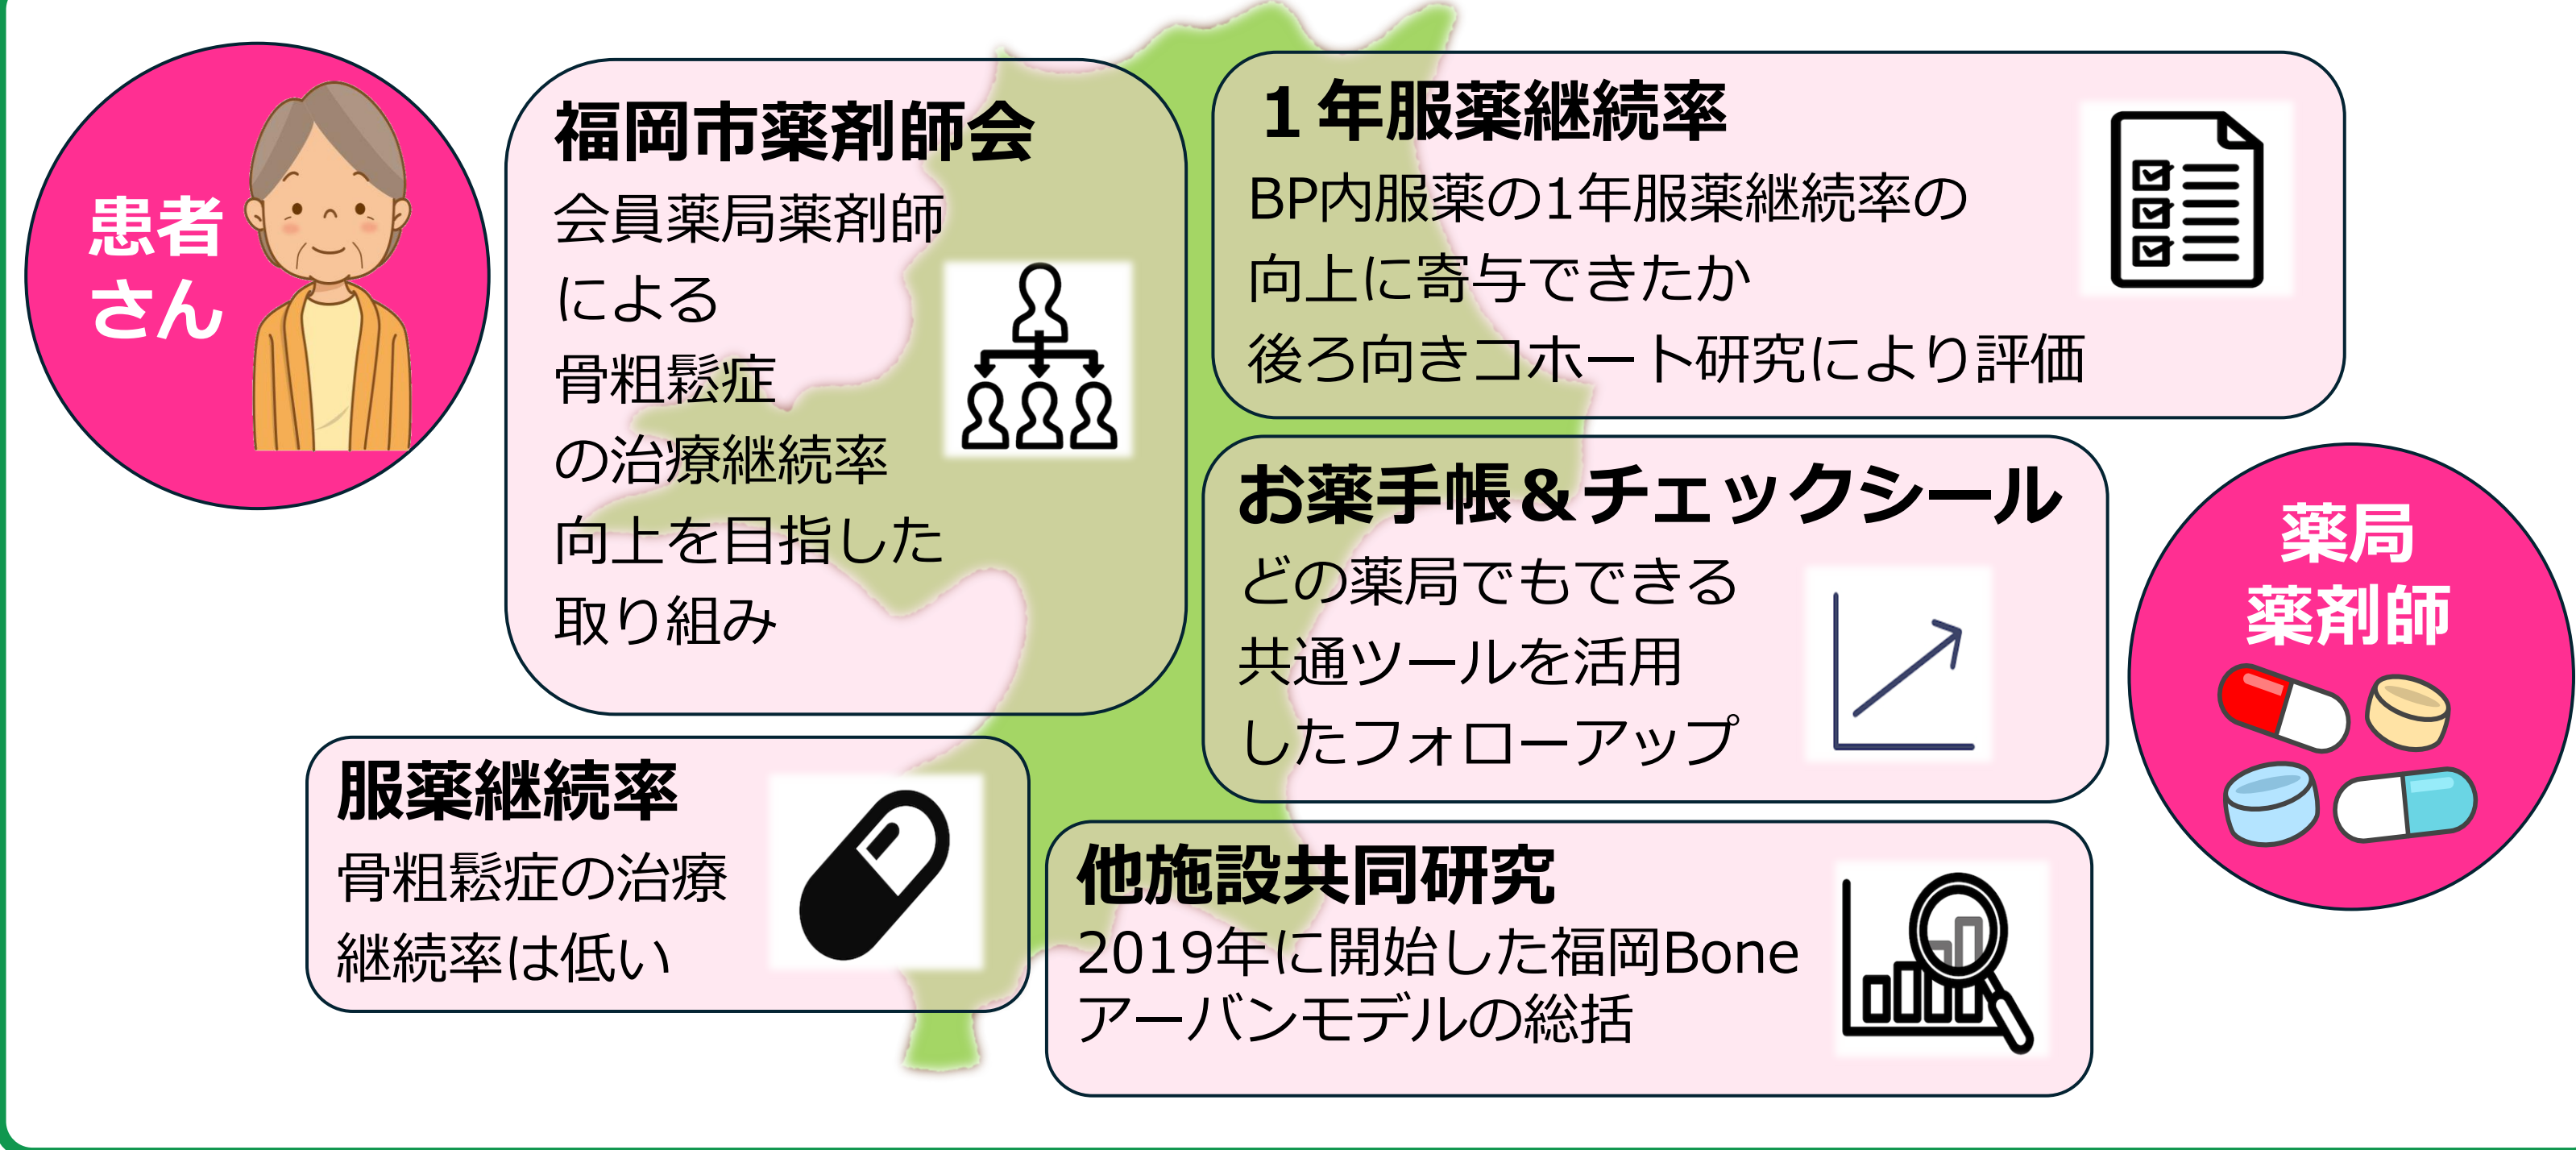 患者
さん
福岡市薬剤師会
会員薬局薬剤師
による
骨粗鬆症
の治療継続率
向上を目指した
取り組み
服薬継続率
骨粗鬆症の治療
継続率は低い
１年服薬継続率
BP内服薬の1年服薬継続率の
向上に寄与できたか
後ろ向きコホート研究により評価
お薬手帳＆チェックシール
どの薬局でもできる
共通ツールを活用
したフォローアップ
他施設共同研究
2019年に開始した福岡Bone
アーバンモデルの総括
薬局
薬剤師